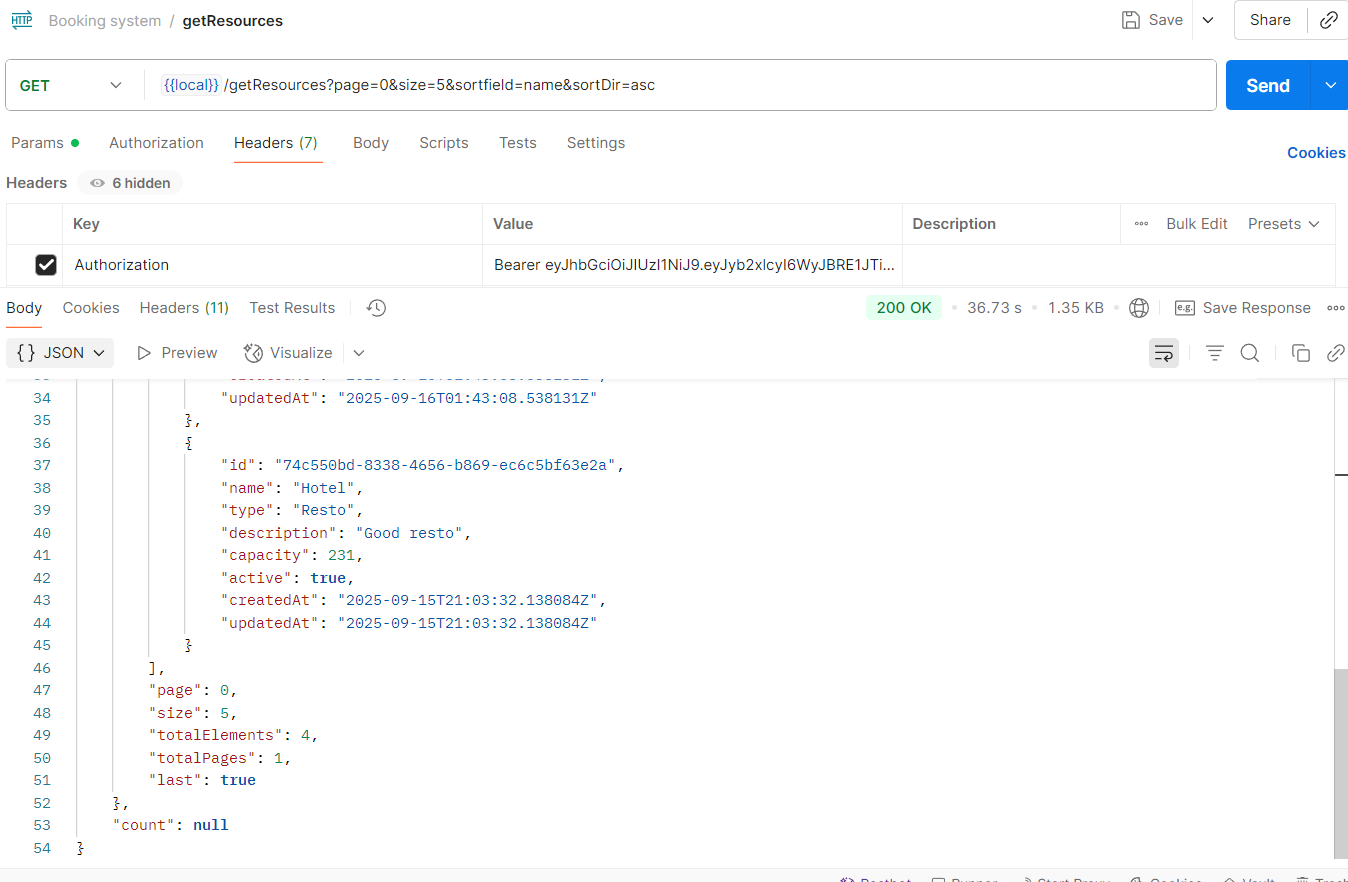 HTTP Booking system / getResources Save Share
GET {{local}} /getResources?page=0&size=5&sortfield=name&sortDir=asc Send
Params Authorization Headers (7) Body Scripts Tests Settings
Cookies
Headers 6 hidden
Key Value Description Bulk Edit Presets
Authorization Bearer eyJhbGciOiJIUzI1NiJ9.eyJyb2xlcyI6WyJBRE1JTi...
Body Cookies Headers (11) Test Results 200 OK 36.73 s 1.35 KB e.g. Save Response
{} JSON Preview Visualize
34 "updatedAt": "2025-09-16T01:43:08.538131Z"
35 },
36 {
37 "id": "74c550bd-8338-4656-b869-ec6c5bf63e2a",
38 "name": "Hotel",
39 "type": "Resto",
40 "description": "Good resto",
41 "capacity": 231,
42 "active": true,
43 "createdAt": "2025-09-15T21:03:32.138084Z",
44 "updatedAt": "2025-09-15T21:03:32.138084Z"
45 }
46 ],
47 "page": 0,
48 "size": 5,
49 "totalElements": 4,
50 "totalPages": 1,
51 "last": true
52 },
53 "count": null
54 }